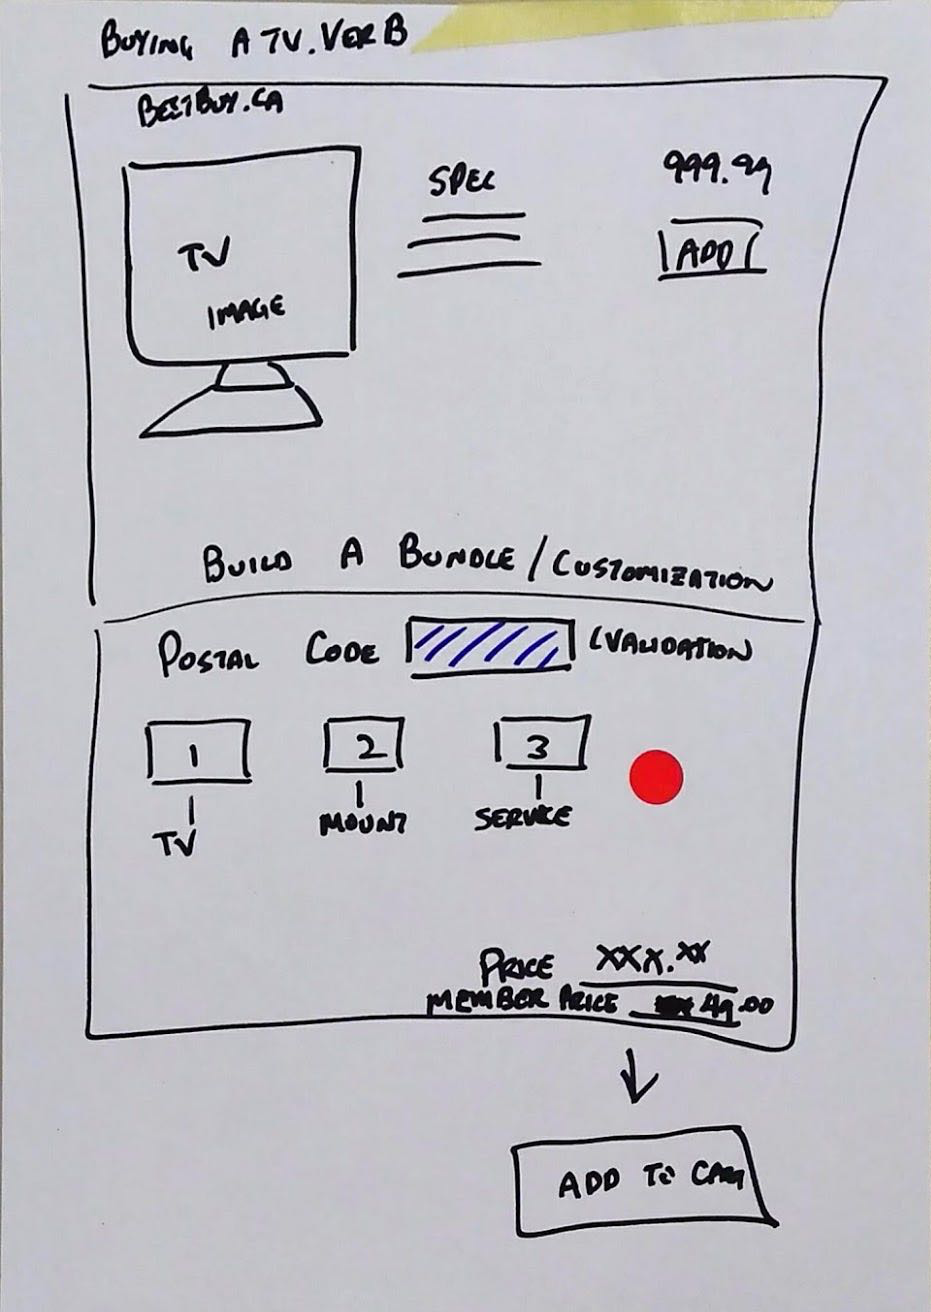 BUYING A TV. VER B
BESTBUY.CA
SPEC
999.99
TV
IMAGE
ADD
BUILD A BUNDLE/CUSTOMIZATION
POSTAL CODE
(VALIDATION
1
2
3
TV
MOUNT
SERVICE
PRICE XXX.XX
MEMBER PRICE 49.00
ADD TO CART